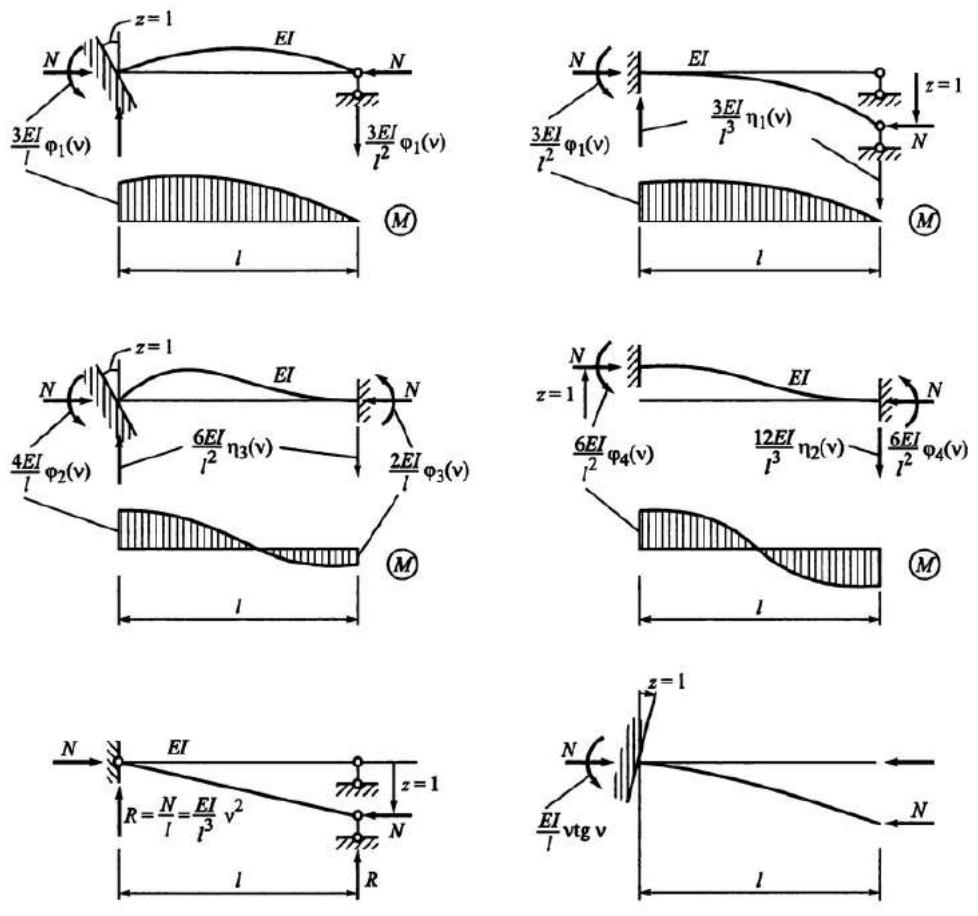 z = 1
EI
N
N
3EI/l φ₁(ν)
3EI/l² φ₁(ν)
M
l
EI
N
z = 1
N
3EI/l² φ₁(ν)
3EI/l³ η₁(ν)
M
l
z = 1
EI
N
N
4EI/l φ₂(ν)
6EI/l² η₃(ν)
2EI/l φ₃(ν)
M
l
N
z = 1
EI
N
6EI/l² φ₄(ν)
12EI/l³ η₂(ν)
6EI/l² φ₄(ν)
M
l
N
EI
z = 1
R = N/l = EI/l³ ν²
N
l
R
z = 1
N
EI/l νtg ν
N
l